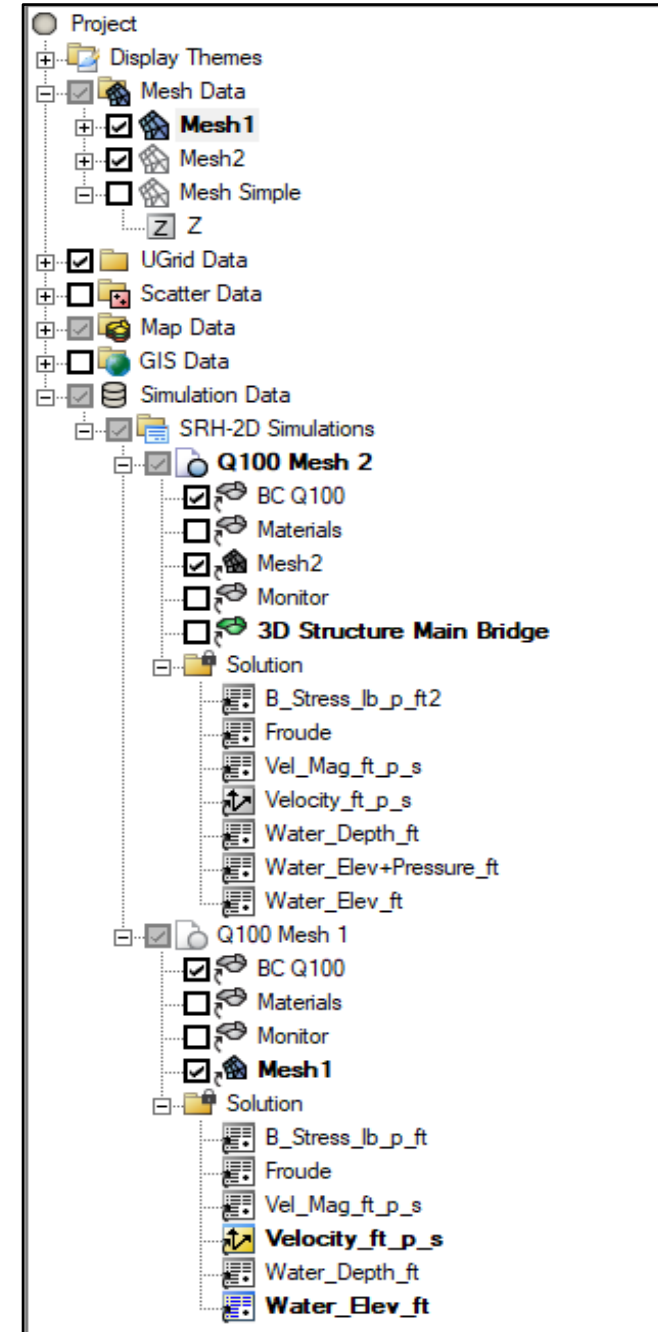 Project
Display Themes
Mesh Data
Mesh1
Mesh2
Mesh Simple
Z Z
UGrid Data
Scatter Data
Map Data
GIS Data
Simulation Data
SRH-2D Simulations
Q100 Mesh 2
BC Q100
Materials
Mesh2
Monitor
3D Structure Main Bridge
Solution
B_Stress_lb_p_ft2
Froude
Vel_Mag_ft_p_s
Velocity_ft_p_s
Water_Depth_ft
Water_Elev+Pressure_ft
Water_Elev_ft
Q100 Mesh 1
BC Q100
Materials
Monitor
Mesh1
Solution
B_Stress_lb_p_ft
Froude
Vel_Mag_ft_p_s
Velocity_ft_p_s
Water_Depth_ft
Water_Elev_ft